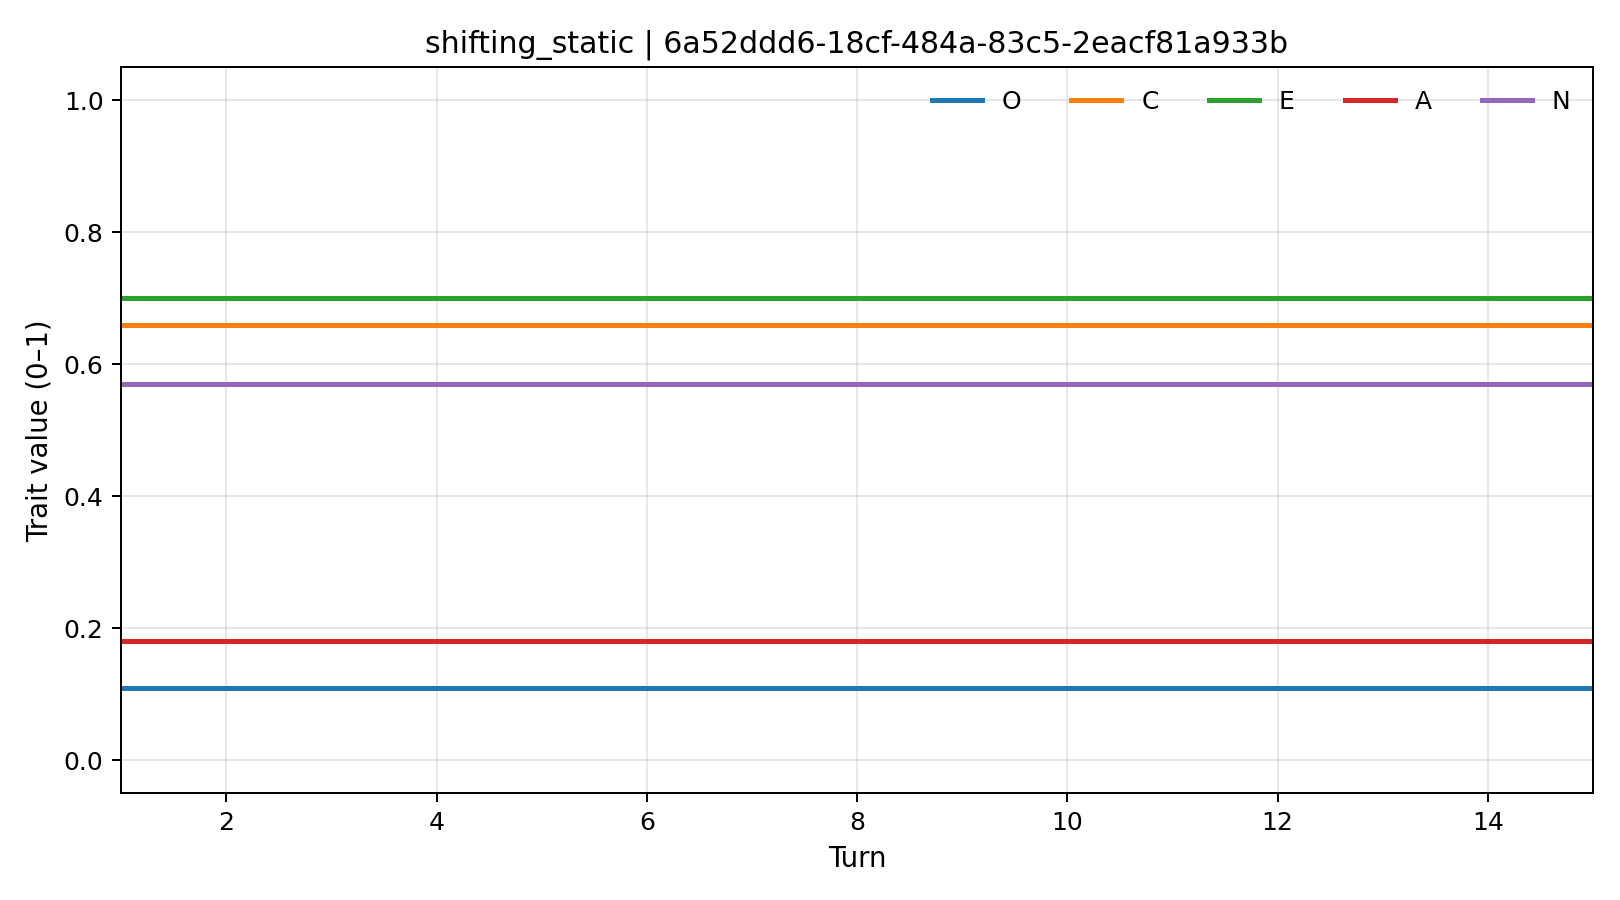 shifting_static | 6a52ddd6-18cf-484a-83c5-2eacf81a933b
O C E A N
1.0
0.8
0.6
0.4
0.2
0.0
Trait value (0–1)
2 4 6 8 10 12 14
Turn